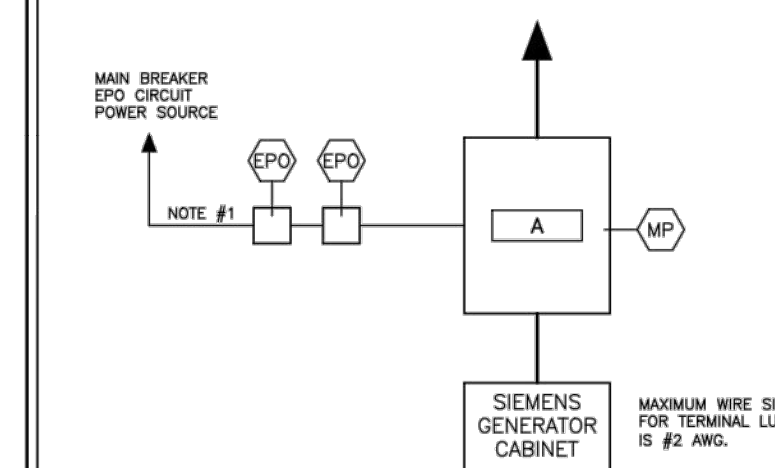 MAIN BREAKER
EPO CIRCUIT
POWER SOURCE
EPO
EPO
NOTE #1
A
MP
SIEMENS
GENERATOR
CABINET
MAXIMUM WIRE
FOR TERMINAL
IS #2 AWG.